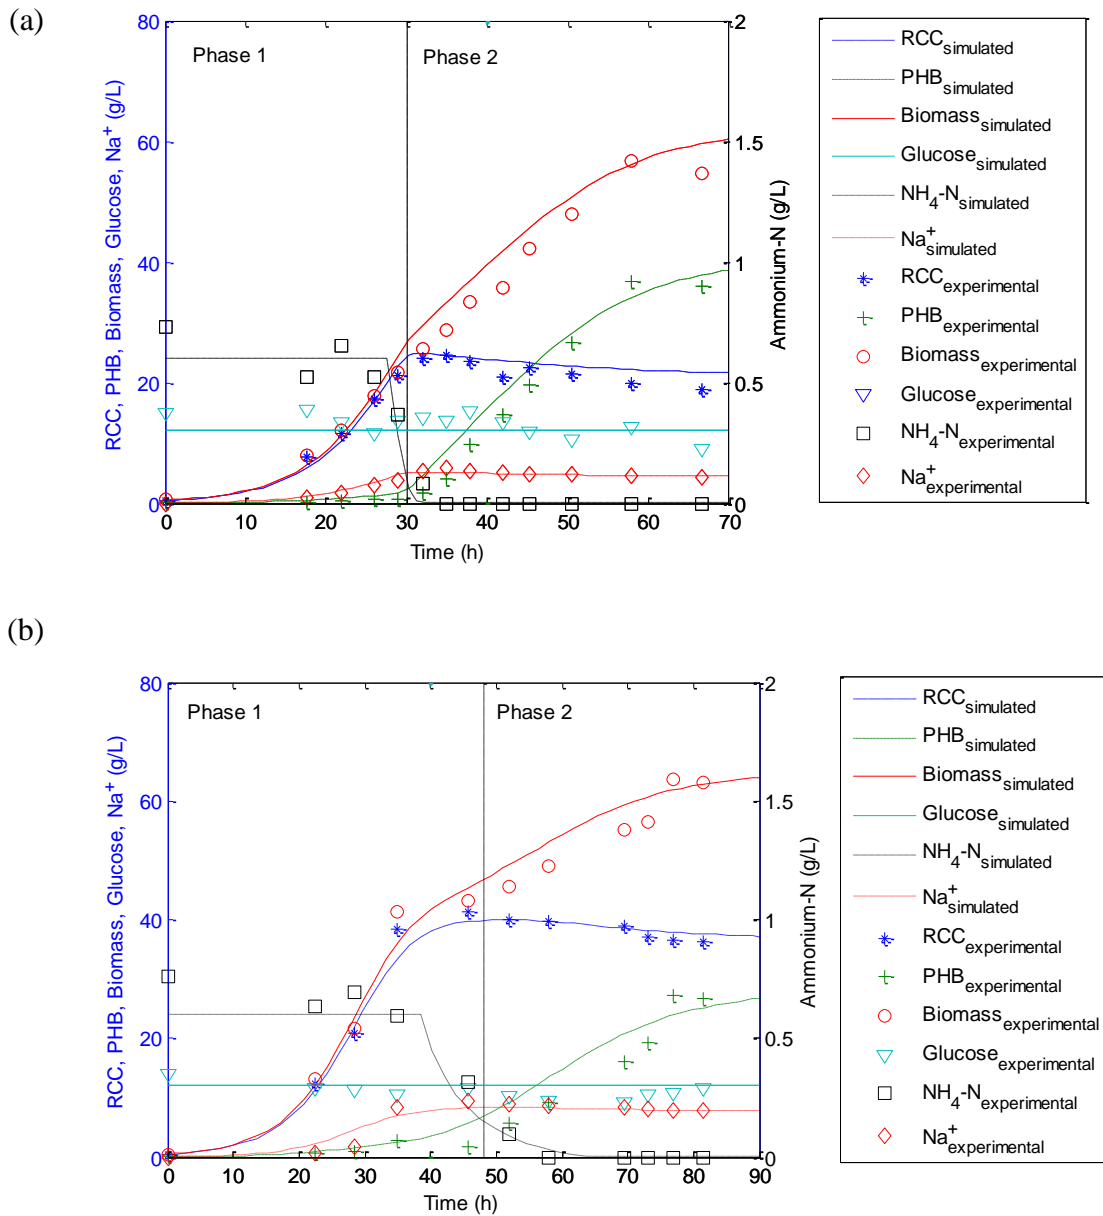 (a)
80
60
40
20
0
RCC, PHB, Biomass, Glucose, Na+ (g/L)
Phase 1
Phase 2
2
1.5
1
0.5
0
Ammonium-N (g/L)
0 10 20 30 40 50 60 70
Time (h)
RCCsimulated
PHBsimulated
Biomasssimulated
Glucosesimulated
NH4-Nsimulated
Na+simulated
RCCexperimental
PHBexperimental
Biomassexperimental
Glucoseexperimental
NH4-Nexperimental
Na+experimental
(b)
80
60
40
20
0
RCC, PHB, Biomass, Glucose, Na+ (g/L)
Phase 1
Phase 2
2
1.5
1
0.5
0
Ammonium-N (g/L)
0 10 20 30 40 50 60 70 80 90
Time (h)
RCCsimulated
PHBsimulated
Biomasssimulated
Glucosesimulated
NH4-Nsimulated
Na+simulated
RCCexperimental
PHBexperimental
Biomassexperimental
Glucoseexperimental
NH4-Nexperimental
Na+experimental